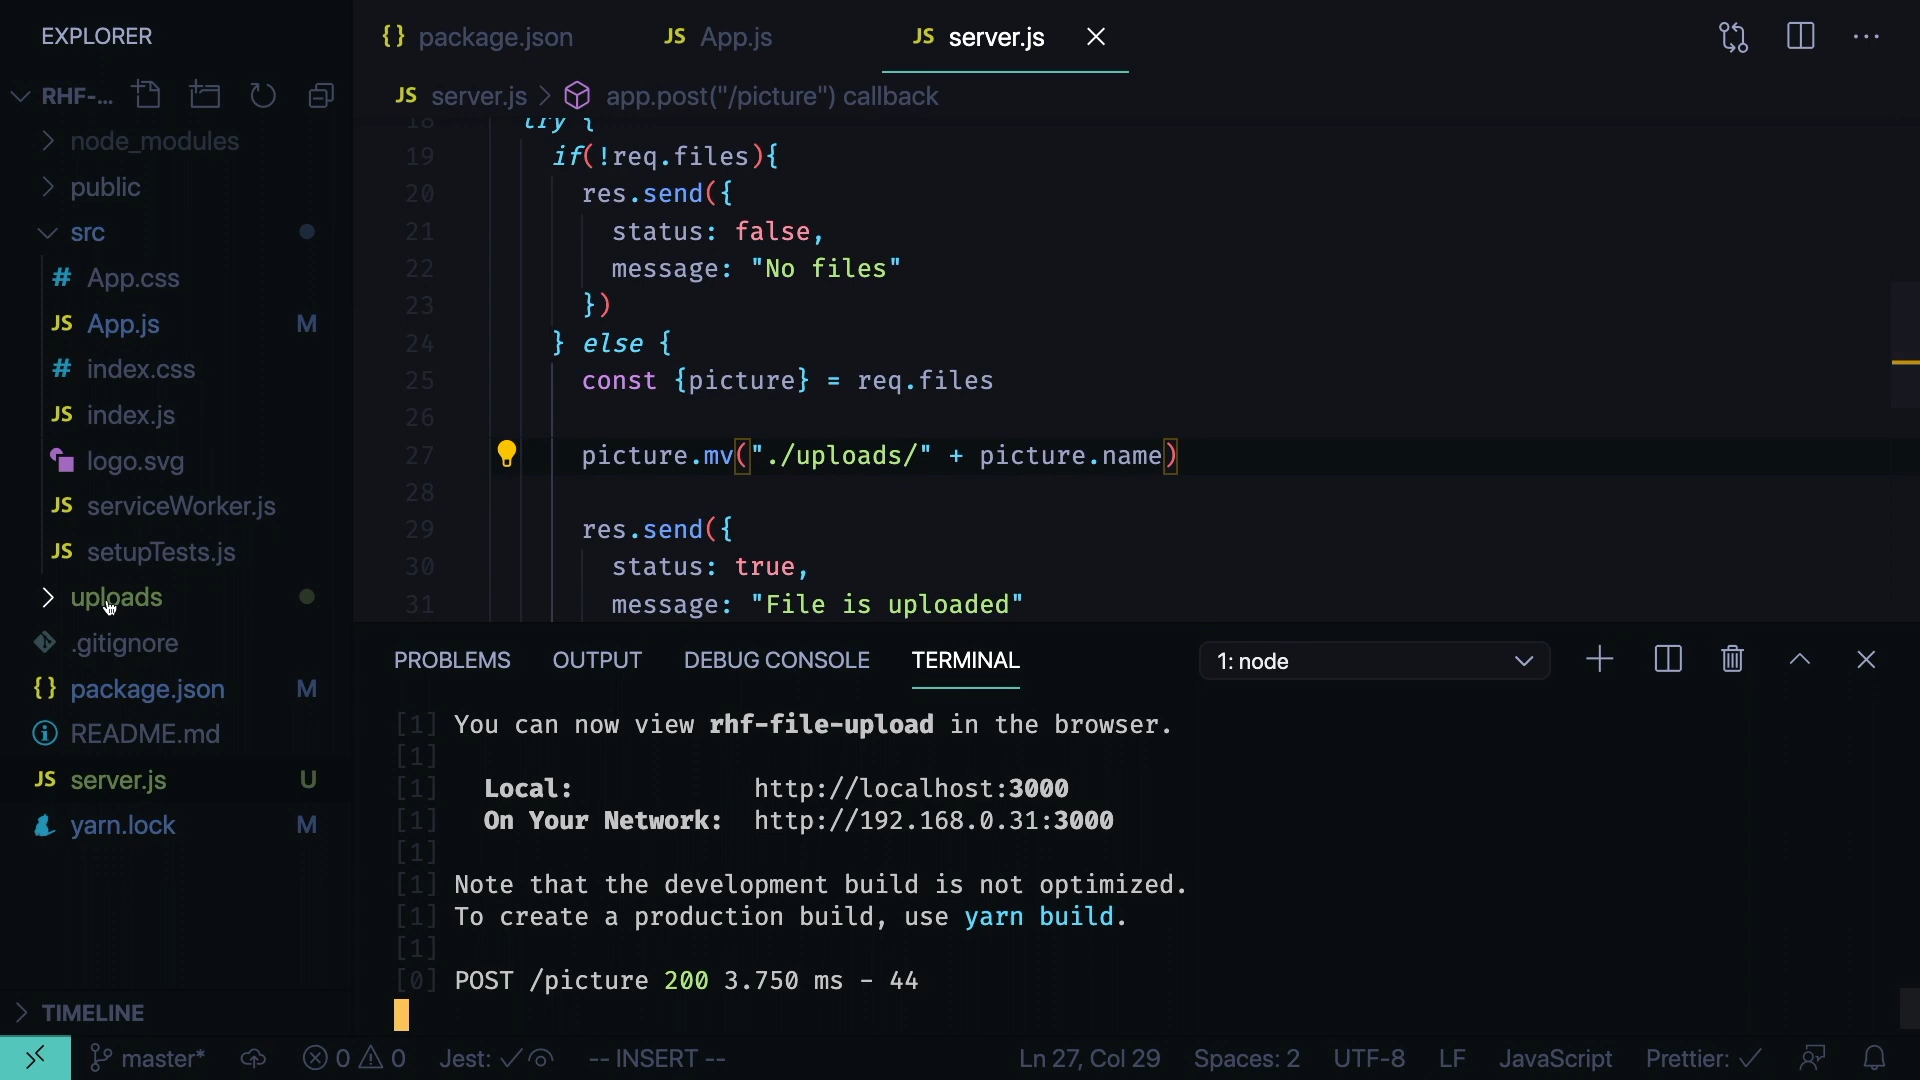 EXPLORER
RHF-...
node_modules
public
src
# App.css
JS App.js M
# index.css
JS index.js
logo.svg
JS serviceWorker.js
JS setupTests.js
uploads
.gitignore
{} package.json M
README.md
JS server.js U
yarn.lock M
TIMELINE
{} package.json
JS App.js
JS server.js
JS server.js > app.post("/picture") callback
18 try {
19 if(!req.files){
20 res.send({
21 status: false,
22 message: "No files"
23 })
24 } else {
25 const {picture} = req.files
26
27 picture.mv("./uploads/" + picture.name)
28
29 res.send({
30 status: true,
31 message: "File is uploaded"
PROBLEMS OUTPUT DEBUG CONSOLE TERMINAL 1: node
[1] You can now view rhf-file-upload in the browser.
[1]
[1] Local: http://localhost:3000
[1] On Your Network: http://192.168.0.31:3000
[1]
[1] Note that the development build is not optimized.
[1] To create a production build, use yarn build.
[1]
[0] POST /picture 200 3.750 ms - 44
master* 0 0 Jest: -- INSERT -- Ln 27, Col 29 Spaces: 2 UTF-8 LF JavaScript Prettier: